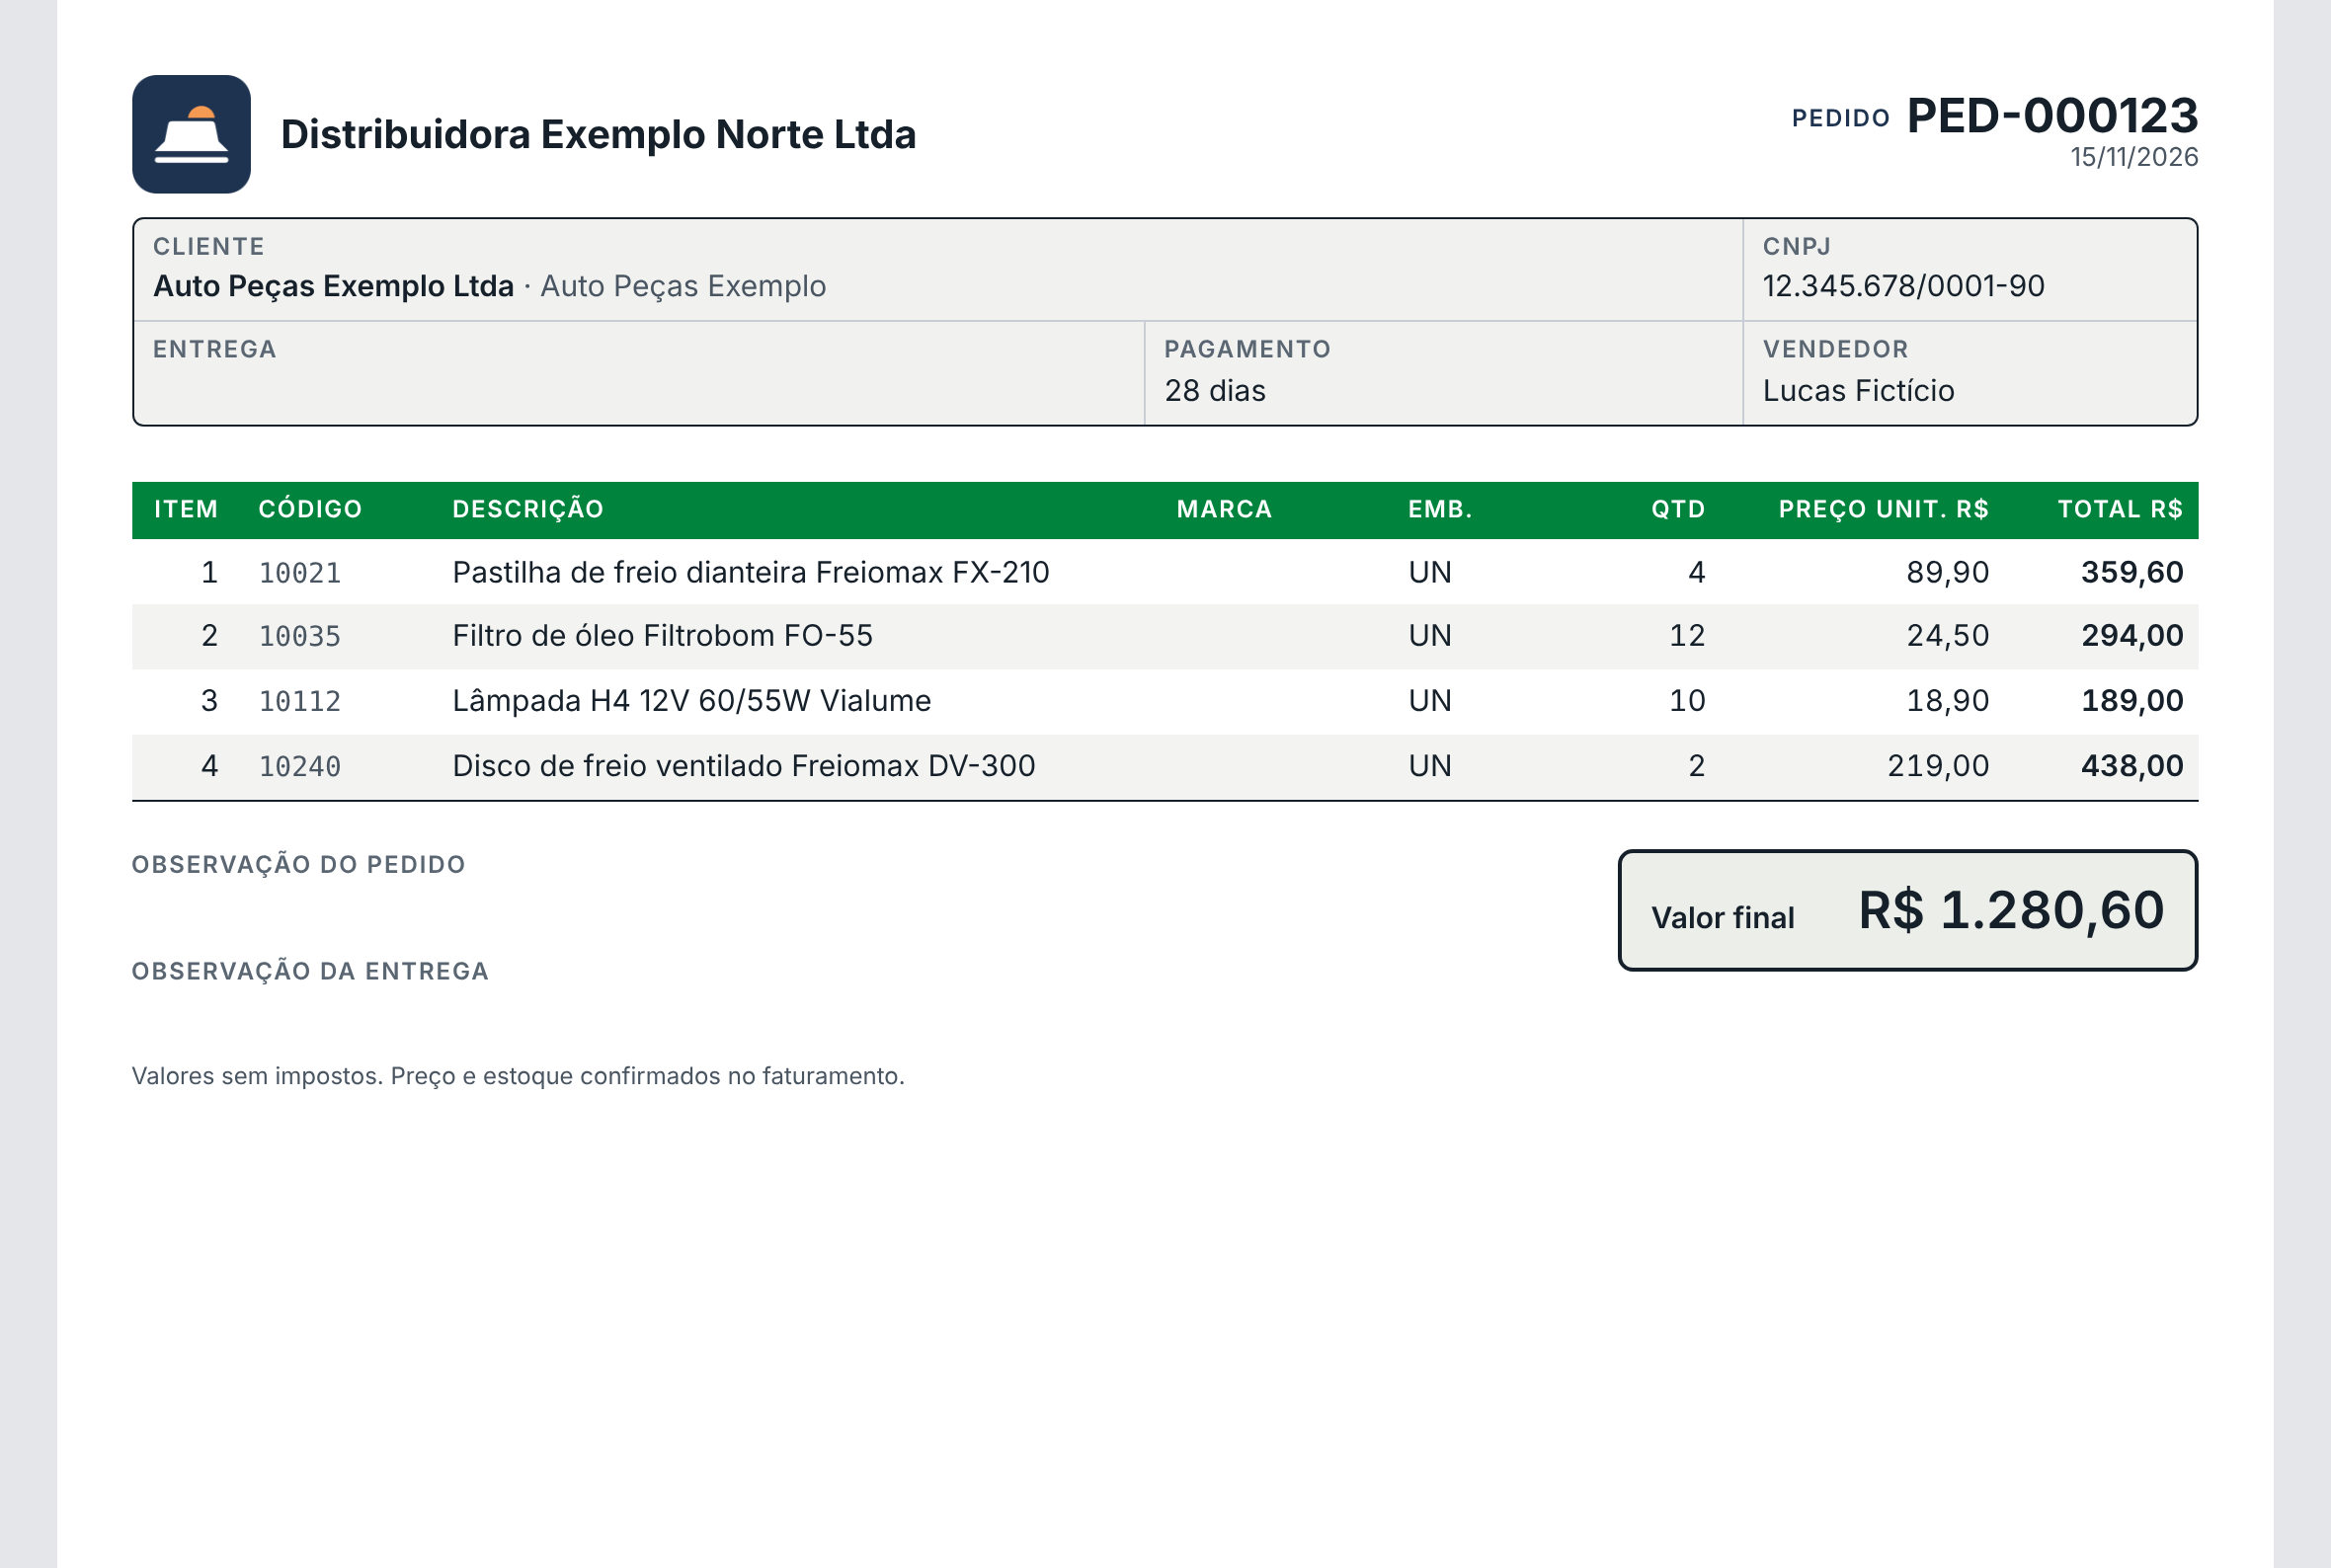 Distribuidora Exemplo Norte Ltda
PEDIDO PED-000123
15/11/2026
CLIENTE
Auto Peças Exemplo Ltda · Auto Peças Exemplo
CNPJ
12.345.678/0001-90
ENTREGA
PAGAMENTO
28 dias
VENDEDOR
Lucas Fictício
ITEM CÓDIGO DESCRIÇÃO MARCA EMB. QTD PREÇO UNIT. R$ TOTAL R$
1 10021 Pastilha de freio dianteira Freiomax FX-210 UN 4 89,90 359,60
2 10035 Filtro de óleo Filtrobom FO-55 UN 12 24,50 294,00
3 10112 Lâmpada H4 12V 60/55W Vialume UN 10 18,90 189,00
4 10240 Disco de freio ventilado Freiomax DV-300 UN 2 219,00 438,00
OBSERVAÇÃO DO PEDIDO
Valor final R$ 1.280,60
OBSERVAÇÃO DA ENTREGA
Valores sem impostos. Preço e estoque confirmados no faturamento.